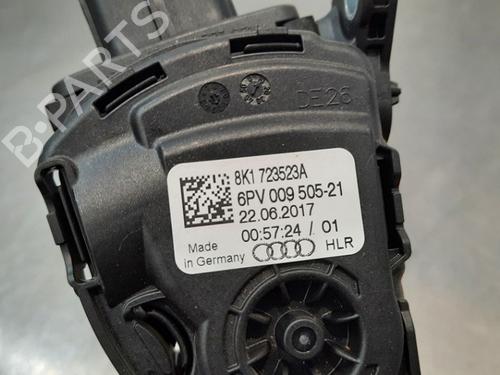 B-PARTS
DE26
8K1 723523A
6PV 009 505-21
22.06.2017
00:57:24 / 01
Made
in Germany
HLR